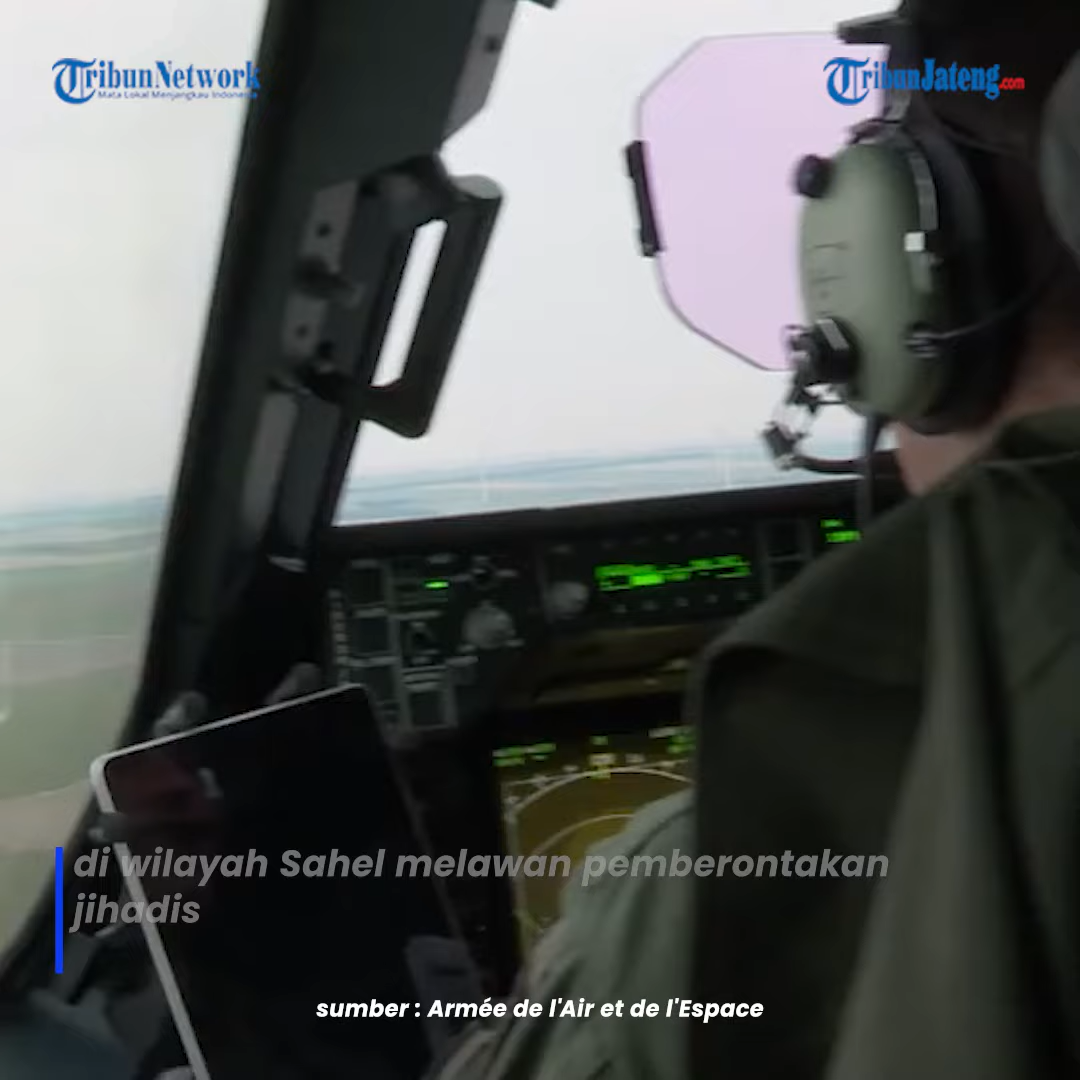 TribunNetwork
Mata Lokal Menjangkau Indonesia
TribunJateng.com
di wilayah Sahel melawan pemberontakan
jihadis
sumber : Armée de l'Air et de l'Espace